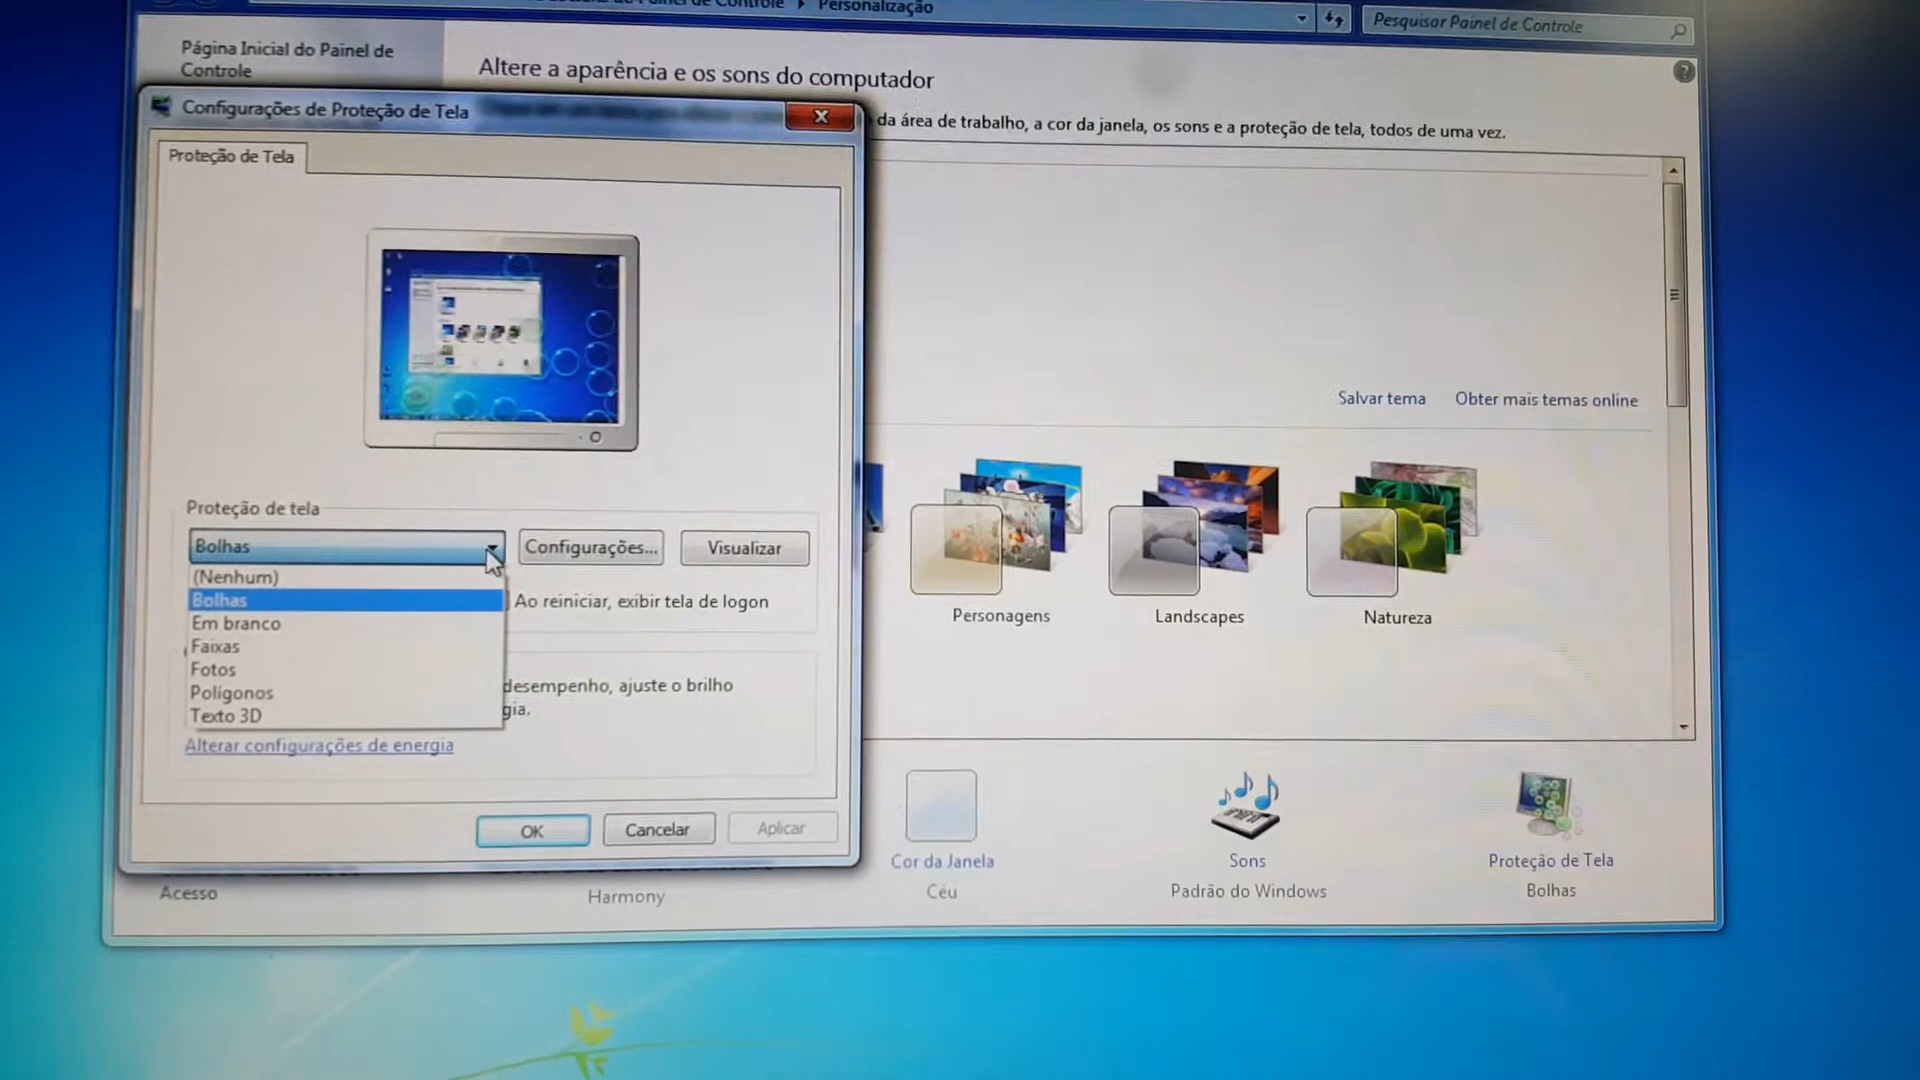 Painel de Controle ▸ Personalização
Pesquisar Painel de Controle
Página Inicial do Painel de
Controle
Altere a aparência e os sons do computador
da área de trabalho, a cor da janela, os sons e a proteção de tela, todos de uma vez.
Configurações de Proteção de Tela
Proteção de Tela
Proteção de tela
Bolhas
Configurações...
Visualizar
(Nenhum)
Bolhas
Em branco
Faixas
Fotos
Polígonos
Texto 3D
Ao reiniciar, exibir tela de logon
desempenho, ajuste o brilho
gia.
Alterar configurações de energia
OK
Cancelar
Aplicar
Salvar tema
Obter mais temas online
Personagens
Landscapes
Natureza
Cor da Janela
Céu
Sons
Padrão do Windows
Proteção de Tela
Bolhas
Acesso
Harmony